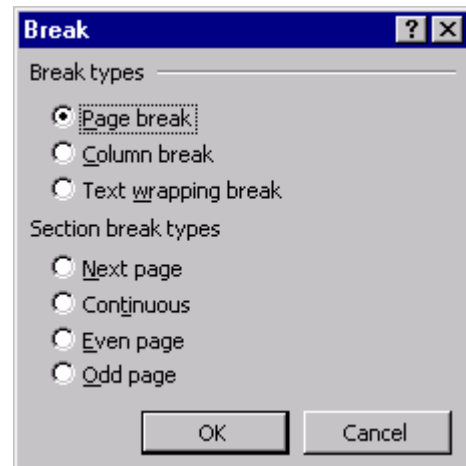 Break
Break types
Page break
Column break
Text wrapping break
Section break types
Next page
Continuous
Even page
Odd page
OK Cancel